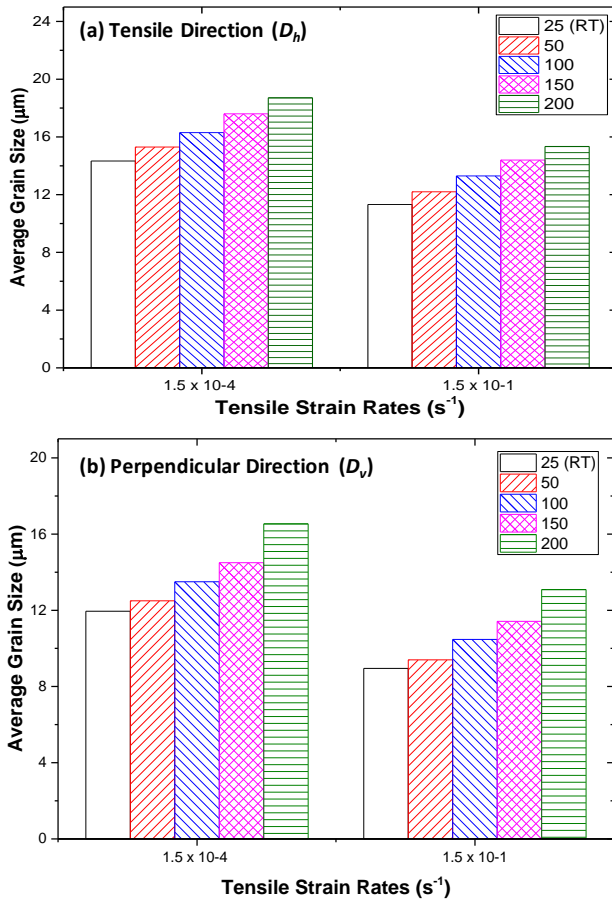 (a) Tensile Direction (Dh)
25 (RT)
50
100
150
200
24
20
16
12
8
4
0
Average Grain Size (μm)
1.5 x 10-4
1.5 x 10-1
Tensile Strain Rates (s⁻¹)
(b) Perpendicular Direction (Dv)
25 (RT)
50
100
150
200
20
16
12
8
4
0
Average Grain Size (μm)
1.5 x 10-4
1.5 x 10-1
Tensile Strain Rates (s⁻¹)